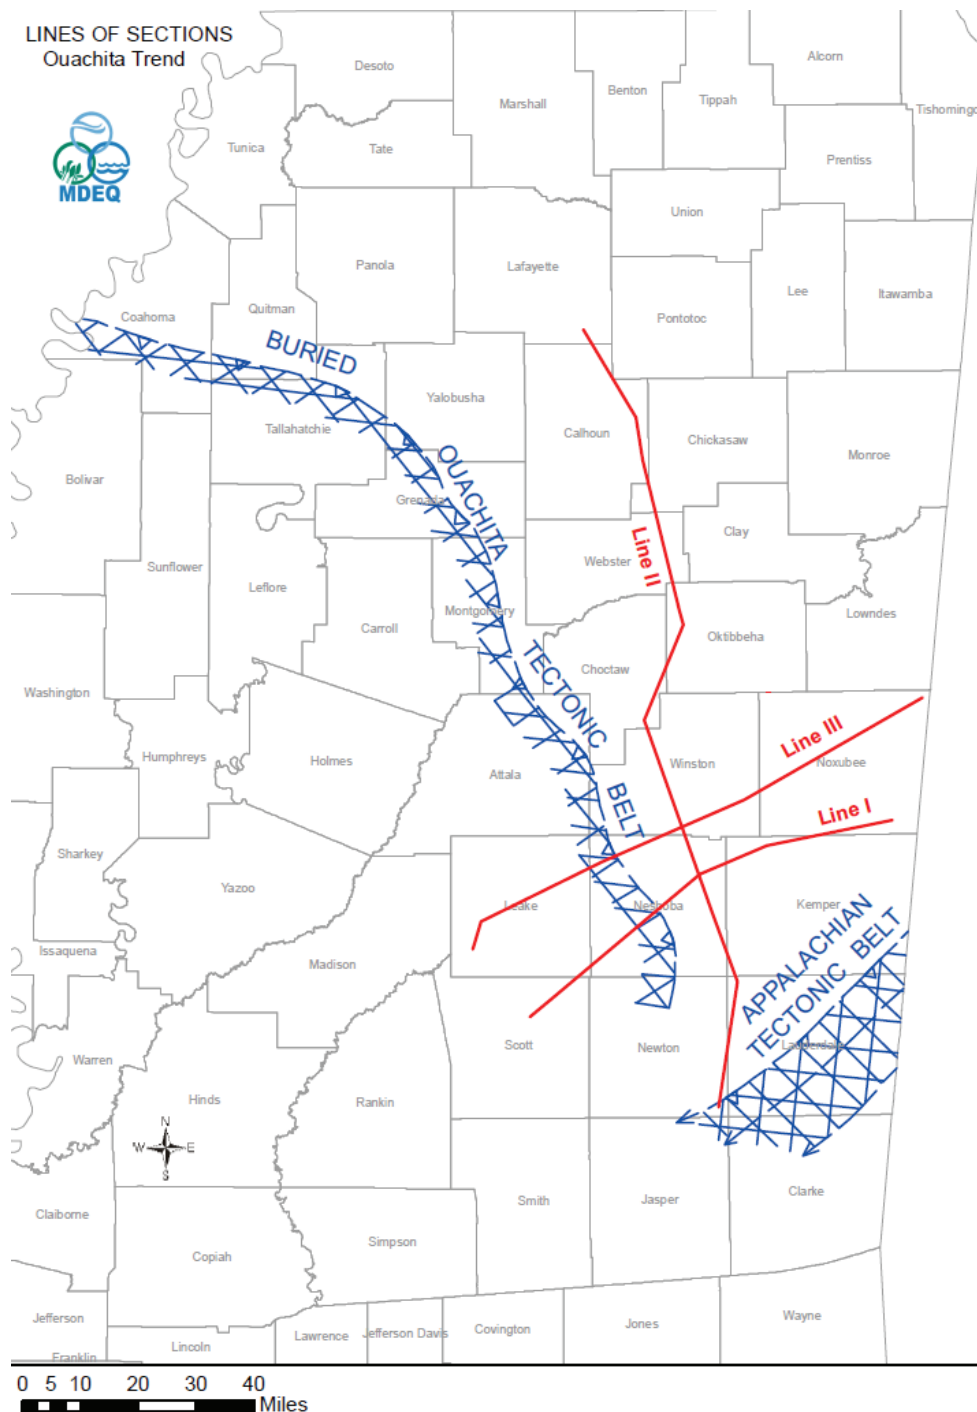 LINES OF SECTIONS
Ouachita Trend
MDEQ
Desoto
Marshall
Benton
Tippah
Alcorn
Tishomingo
Tunica
Tate
Prentiss
Union
Panola
Lafayette
Pontotoc
Lee
Itawamba
Coahoma
Quitman
BURIED
Yalobusha
Tallahatchie
Calhoun
Chickasaw
Monroe
Bolivar
OUACHITA
Grenada
Clay
Line II
Webster
Sunflower
Leflore
Montgomery
Carroll
Lowndes
Oktibbeha
TECTONIC
Choctaw
Washington
Humphreys
Holmes
Attala
BELT
Winston
Line III
Noxubee
Line I
Sharkey
Yazoo
Leake
Neshoba
Kemper
Issaquena
Madison
APPALACHIAN
TECTONIC BELT
Scott
Newton
Lauderdale
Warren
Hinds
Rankin
N
W E
S
Smith
Jasper
Clarke
Claiborne
Copiah
Simpson
Jefferson
Lincoln
Lawrence
Jefferson Davis
Covington
Jones
Wayne
Franklin
0 5 10 20 30 40
Miles